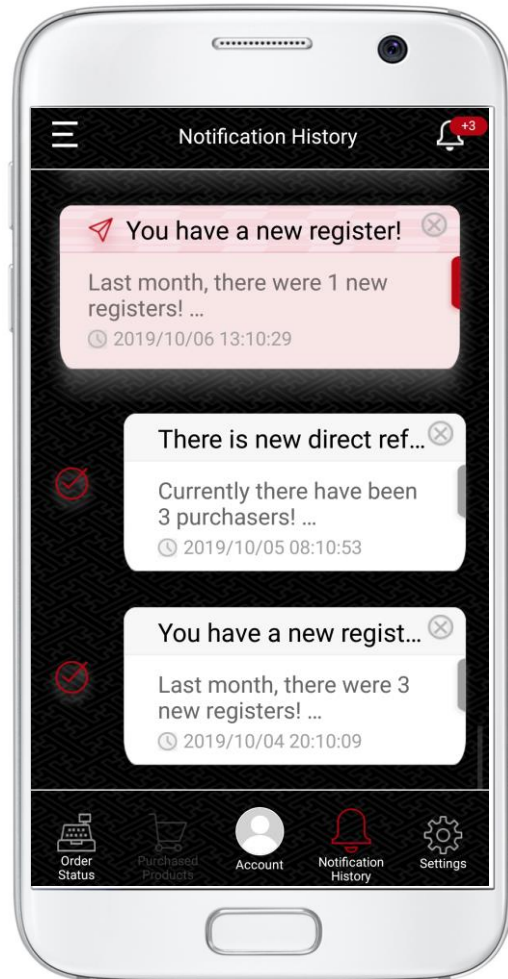 Notification History
+3
You have a new register!
Last month, there were 1 new
registers! ...
2019/10/06 13:10:29
There is new direct ref...
Currently there have been
3 purchasers! ...
2019/10/05 08:10:53
You have a new regist...
Last month, there were 3
new registers! ...
2019/10/04 20:10:09
Order
Status
Purchased
Products
Account
Notification
History
Settings